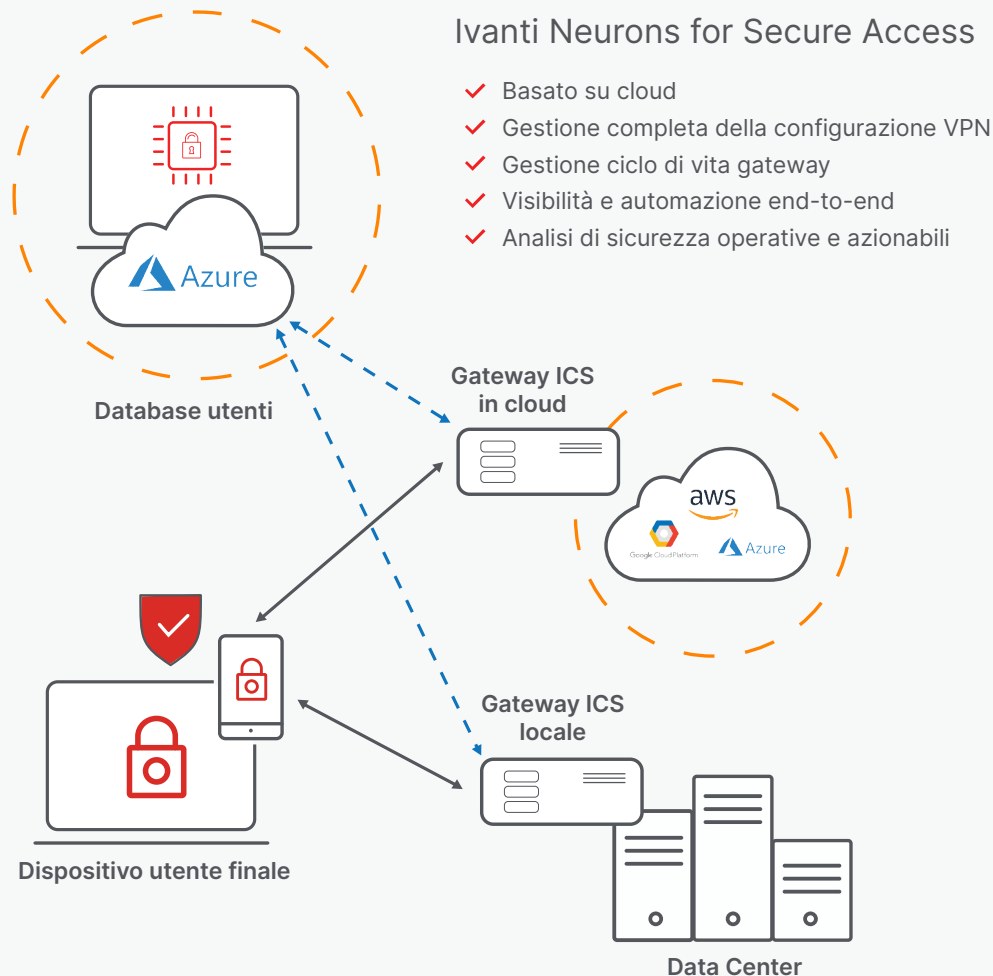 Ivanti Neurons for Secure Access
Basato su cloud
Gestione completa della configurazione VPN
Gestione ciclo di vita gateway
Visibilità e automazione end-to-end
Analisi di sicurezza operative e azionabili
Azure
Database utenti
Gateway ICS
in cloud
aws
Google Cloud Platform
Azure
Gateway ICS
locale
Dispositivo utente finale
Data Center